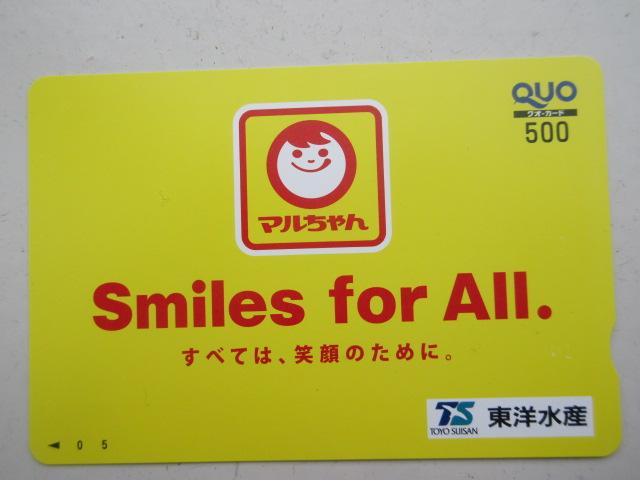 QUO
クオ・カード
500
マルちゃん
Smiles for All.
すべては、笑顔のために。
TS
TOYO SUISAN
東洋水産
◄ 0 5